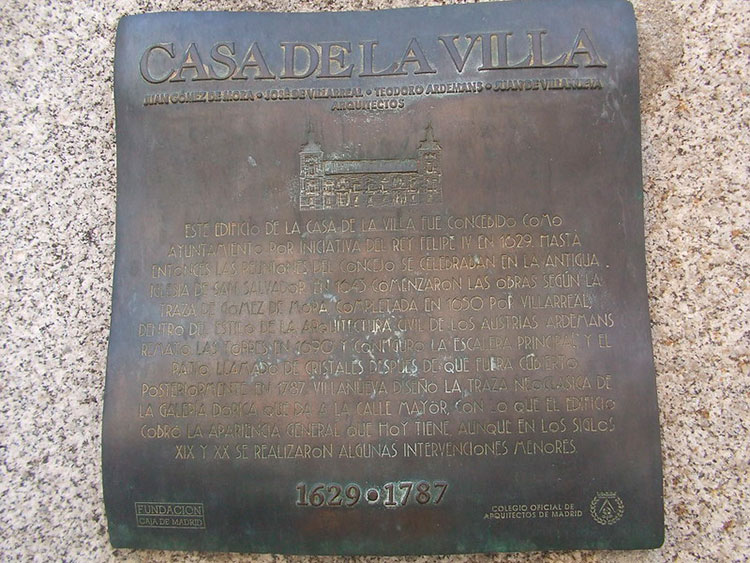 CASA DE LA VILLA
JUAN GÓMEZ DE MORA • JOSÉ DE VILLARREAL • TEODORO ARDEMANS • JUAN DE VILLANUEVA
ARQUITECTOS
ESTE EDIFICIO DE LA CASA DE LA VILLA FUE CONCEBIDO COMO
AYUNTAMIENTO POR INICIATIVA DEL REY FELIPE IV EN 1629. HASTA
ENTONCES LAS REUNIONES DEL CONCEJO SE CELEBRABAN EN LA ANTIGUA
IGLESIA DE SAN SALVADOR. EN 1645 COMENZARON LAS OBRAS SEGÚN LA
TRAZA DE GÓMEZ DE MORA, COMPLETADA EN 1650 POR VILLARREAL,
DENTRO DEL ESTILO DE LA ARQUITECTURA CIVIL DE LOS AUSTRIAS. ARDEMANS
REMATÓ LAS TORRES EN 1690 Y CONFIGURÓ LA ESCALERA PRINCIPAL Y EL
PATIO LLAMADO DE CRISTALES DESPUÉS DE QUE FUERA CUBIERTO
POSTERIORMENTE EN 1787 VILLANUEVA DISEÑÓ LA TRAZA NEOCLÁSICA DE
LA GALERÍA DÓRICA QUE DA A LA CALLE MAYOR, CON LO QUE EL EDIFICIO
COBRÓ LA APARIENCIA GENERAL QUE HOY TIENE, AUNQUE EN LOS SIGLOS
XIX Y XX SE REALIZARON ALGUNAS INTERVENCIONES MENORES.
1629 • 1787
FUNDACION
CAJA DE MADRID
COLEGIO OFICIAL DE
ARQUITECTOS DE MADRID